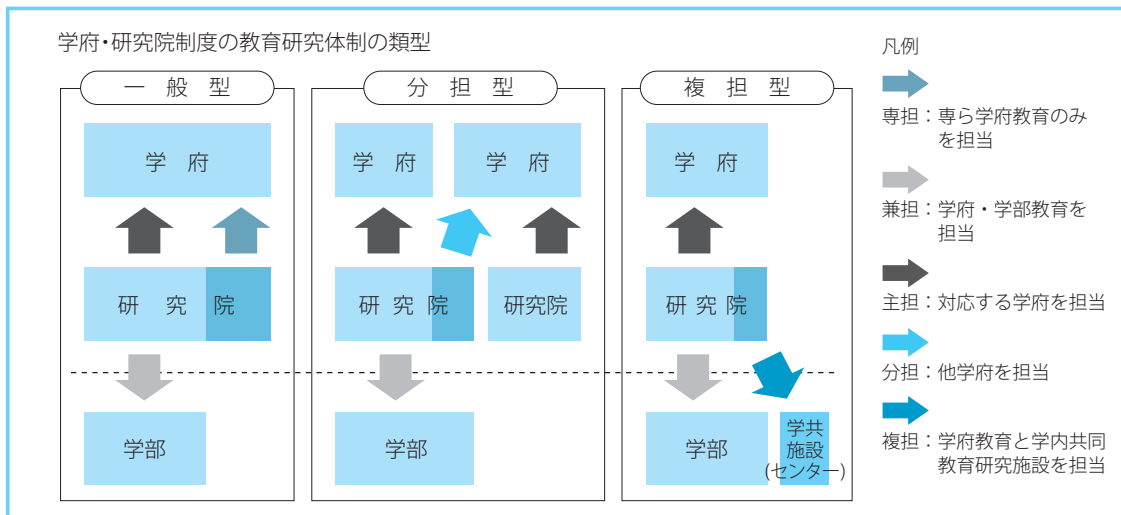 学府・研究院制度の教育研究体制の類型
一般型
学府
研究院
学部
分担型
学府
学府
研究院
研究院
学部
複担型
学府
研究院
学部
学共
施設
(センター)
凡例
専担：専ら学府教育のみ
を担当
兼担：学府・学部教育を
担当
主担：対応する学府を担当
分担：他学府を担当
複担：学府教育と学内共同
教育研究施設を担当